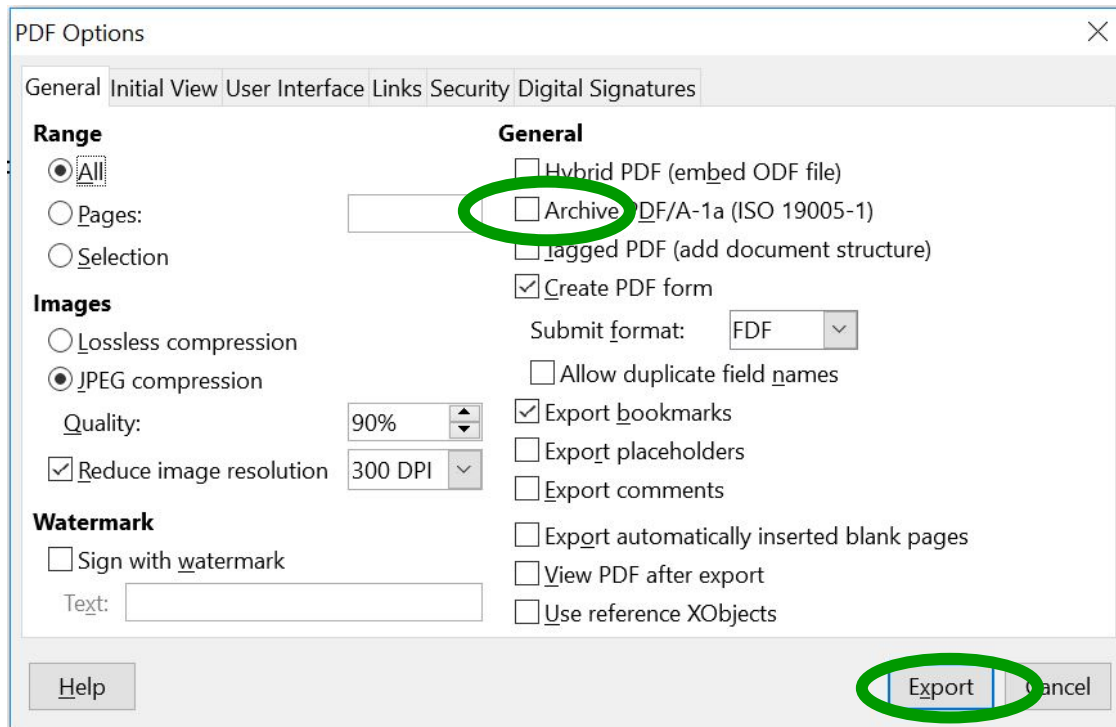 PDF Options
General Initial View User Interface Links Security Digital Signatures
Range
All
Pages:
Selection
Images
Lossless compression
JPEG compression
Quality: 90%
Reduce image resolution 300 DPI
Watermark
Sign with watermark
Text:
General
Hybrid PDF (embed ODF file)
Archive PDF/A-1a (ISO 19005-1)
Tagged PDF (add document structure)
Create PDF form
Submit format: FDF
Allow duplicate field names
Export bookmarks
Export placeholders
Export comments
Export automatically inserted blank pages
View PDF after export
Use reference XObjects
Help Export Cancel